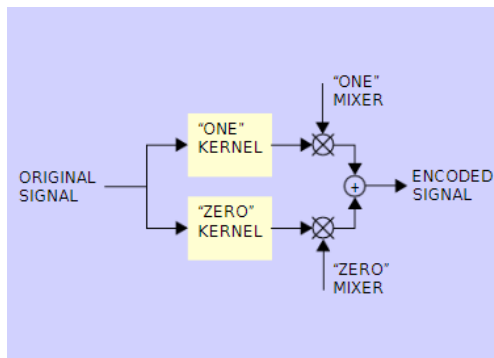 “ONE”
MIXER
“ONE”
KERNEL
ORIGINAL
SIGNAL
ENCODED
SIGNAL
+
“ZERO”
KERNEL
“ZERO”
MIXER